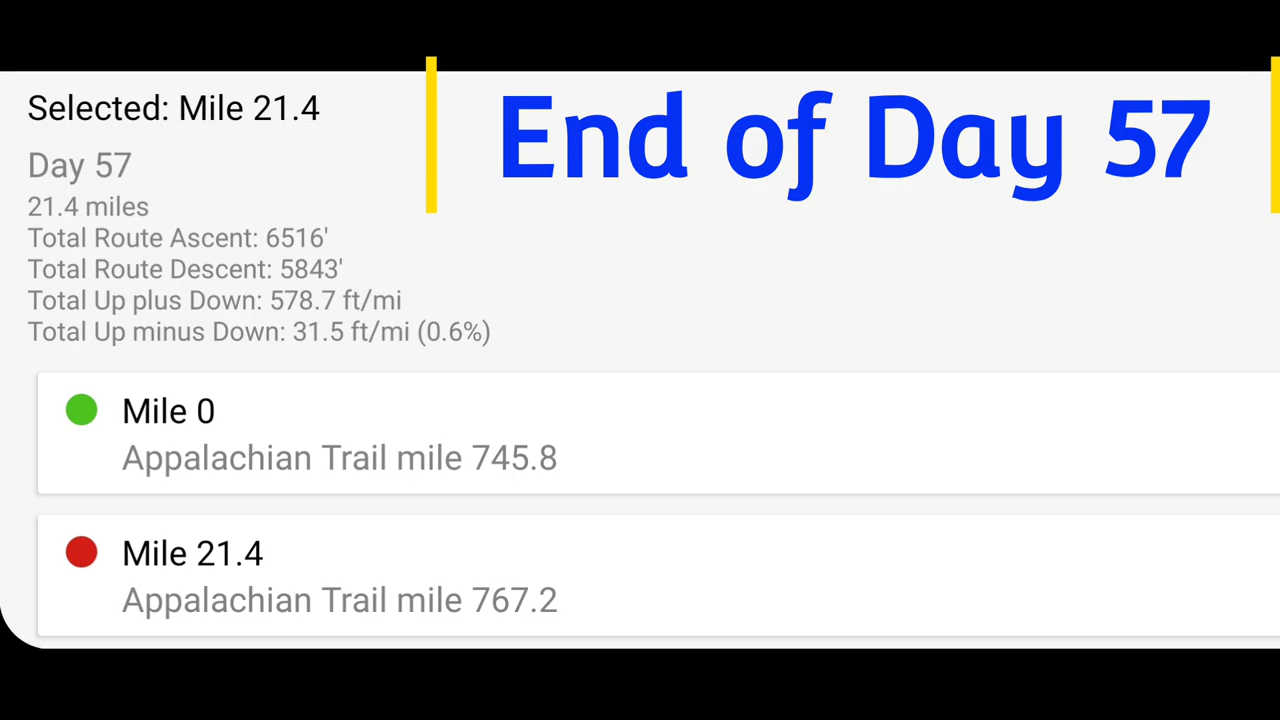 Selected: Mile 21.4
End of Day 57
Day 57
21.4 miles
Total Route Ascent: 6516'
Total Route Descent: 5843'
Total Up plus Down: 578.7 ft/mi
Total Up minus Down: 31.5 ft/mi (0.6%)
Mile 0
Appalachian Trail mile 745.8
Mile 21.4
Appalachian Trail mile 767.2